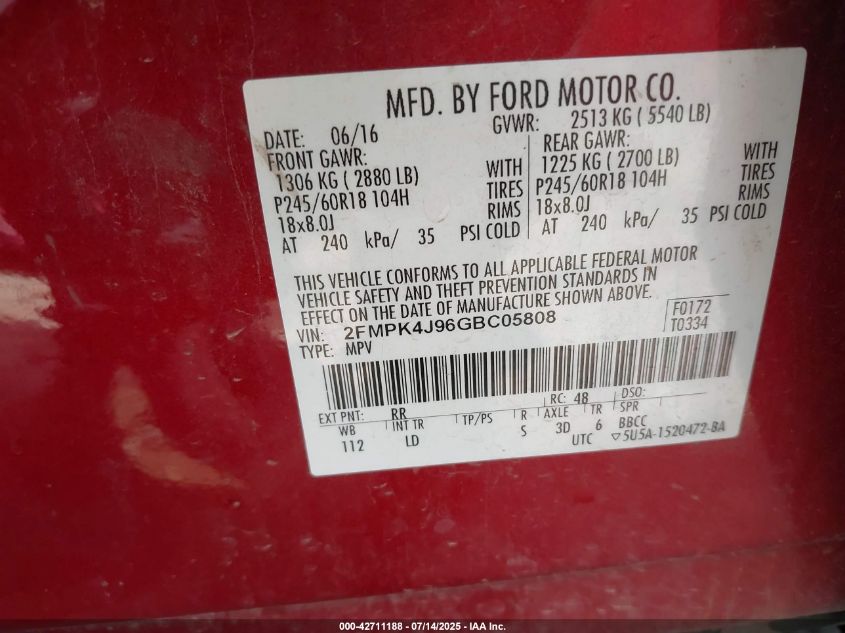 MFD. BY FORD MOTOR CO.
DATE: 06/16 GVWR: 2513 KG ( 5540 LB)
FRONT GAWR: REAR GAWR:
1306 KG ( 2880 LB) WITH 1225 KG ( 2700 LB) WITH
P245/60R18 104H TIRES P245/60R18 104H TIRES
18x8.0J RIMS 18x8.0J RIMS
AT 240 kPa/ 35 PSI COLD AT 240 kPa/ 35 PSI COLD
THIS VEHICLE CONFORMS TO ALL APPLICABLE FEDERAL MOTOR
VEHICLE SAFETY AND THEFT PREVENTION STANDARDS IN
EFFECT ON THE DATE OF MANUFACTURE SHOWN ABOVE.
VIN: 2FMPK4J96GBC05808 F0172
TYPE: MPV T0334
EXT PNT: RR RC: 48 DSO:
WB INT TR TP/PS R AXLE TR SPR
112 LD S 3D 6 BBCC
UTC ▽5U5A-1520472-BA
000-42711188 - 07/14/2025 - IAA Inc.